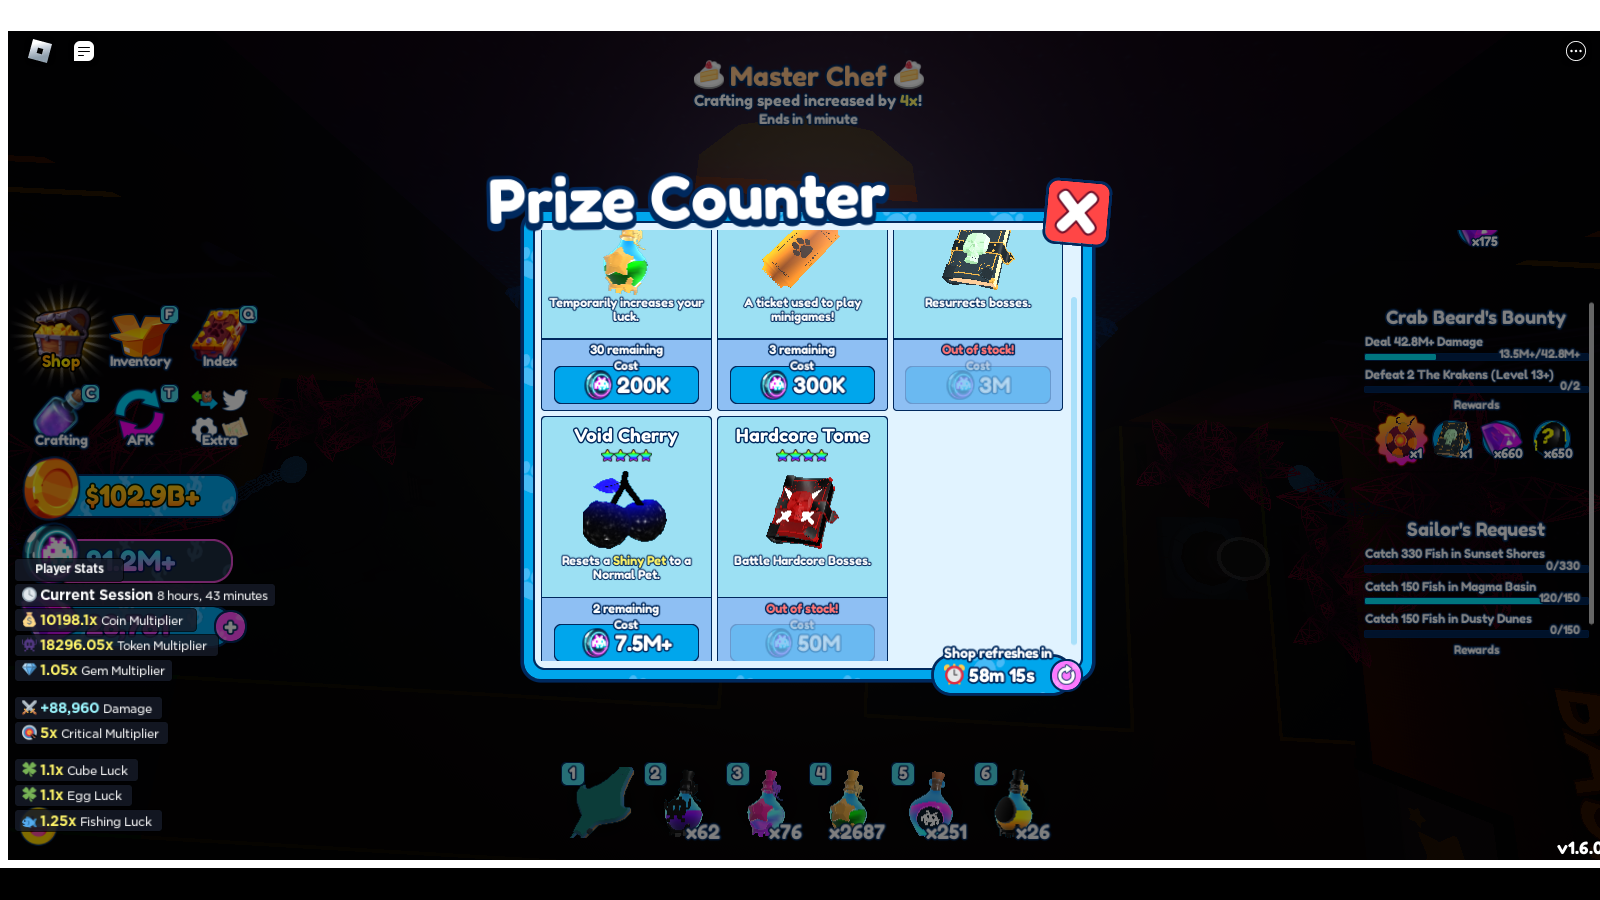 Master Chef
Crafting speed increased by 4x!
Ends in 1 minute
Prize Counter
Temporarily increases your
luck.
30 remaining
Cost
200K
A ticket used to play
minigames!
3 remaining
Cost
300K
Resurrects bosses.
Out of stock!
Cost
3M
Void Cherry
Resets a Shiny Pet to a
Normal Pet.
2 remaining
Cost
7.5M+
Hardcore Tome
Battle Hardcore Bosses.
Out of stock!
Cost
50M
Shop refreshes in
58m 15s
Shop
F
Inventory
Q
Index
C
Crafting
T
AFK
Extra
$102.9B+
.2M+
Player Stats
Current Session 8 hours, 43 minutes
10198.1x Coin Multiplier
18296.05x Token Multiplier
1.05x Gem Multiplier
+88,960 Damage
5x Critical Multiplier
1.1x Cube Luck
1.1x Egg Luck
1.25x Fishing Luck
x175
Crab Beard's Bounty
Deal 42.8M+ Damage
13.5M+/42.8M+
Defeat 2 The Krakens (Level 13+)
0/2
Rewards
x1 x1 x660 x650
Sailor's Request
Catch 330 Fish in Sunset Shores
0/330
Catch 150 Fish in Magma Basin
120/150
Catch 150 Fish in Dusty Dunes
0/150
Rewards
1 2 3 4 5 6
x62 x76 x2687 x251 x26
v1.6.0